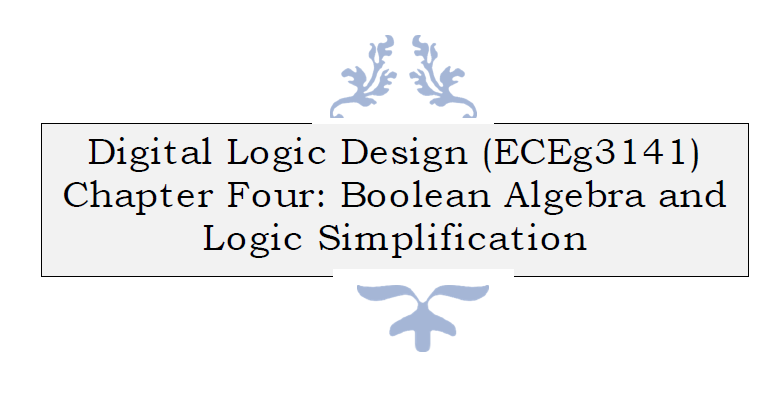 Digital Logic Design (ECEg3141)
Chapter Four: Boolean Algebra and
Logic Simplification